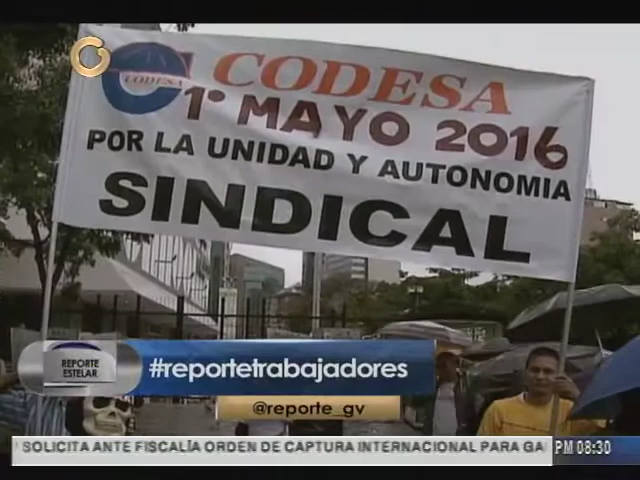 CODESA
CODESA
1° MAYO 2016
POR LA UNIDAD Y AUTONOMIA
SINDICAL
REPORTE
ESTELAR
#reportetrabajadores
@reporte_gv
SOLICITA ANTE FISCALÍA ORDEN DE CAPTURA INTERNACIONAL PARA GA
PM 08:30